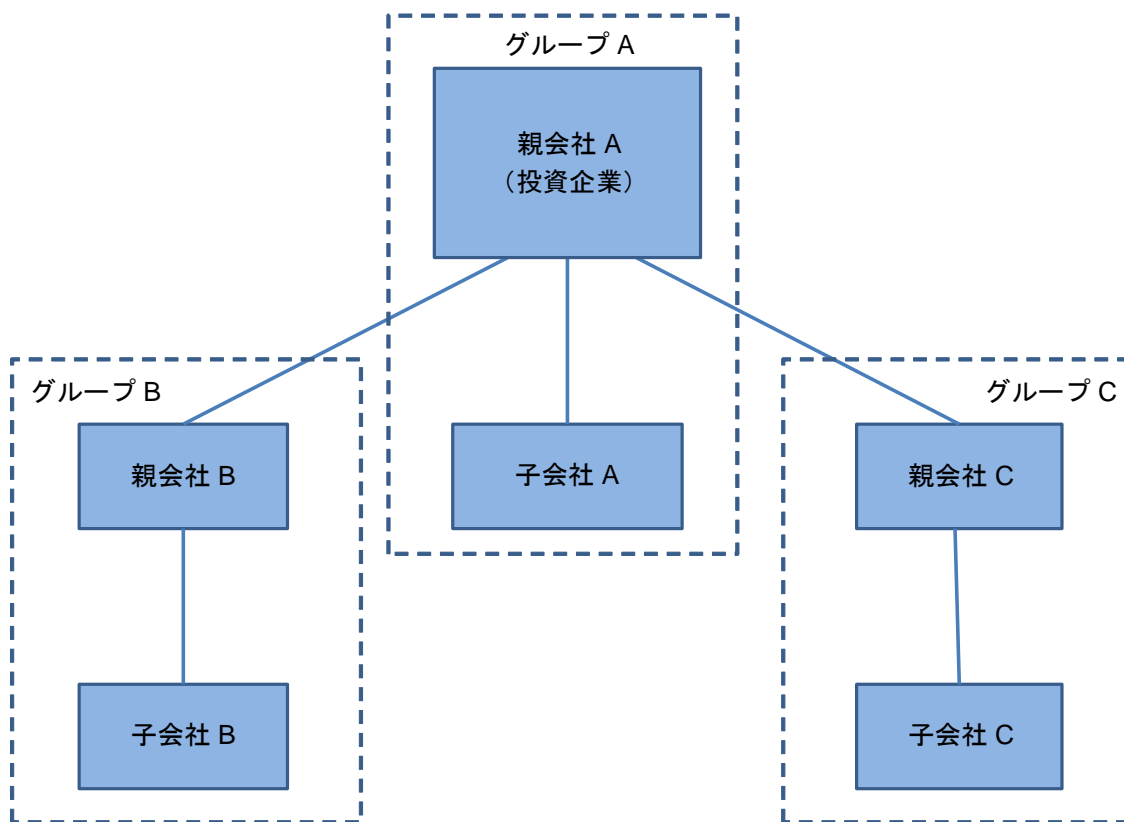 グループ A
親会社 A
（投資企業）
グループ B
グループ C
親会社 B
子会社 A
親会社 C
子会社 B
子会社 C